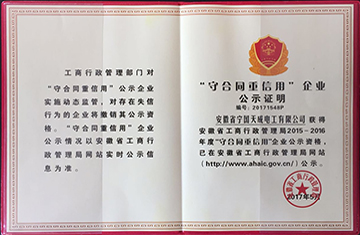 工商行政管理部门对
“守合同重信用”公示企业
实施动态监管，对存在失信
行为的企业将撤销其公示资
格。“守合同重信用”企业
公示情况以安徽省工商行
政管理局网站实时公示信
息为准。
“守合同重信用”企业
公示证明
编号：20171548P
安徽省宁国天成电工有限公司 获得
安徽省工商行政管理局2015-2016
年度“守合同重信用”企业公示资格，
已在安徽省工商行政管理局网站
（http://www.ahaic.gov.cn/）公示。
2017年5月